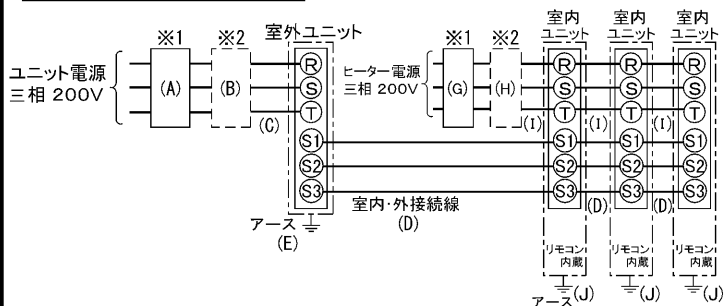 ※1 ※2 室外ユニット
ユニット電源
三相 200V
(A) (B) (C)
R
S
T
S1
S2
S3
アース
(E)
室内・外接続線
(D)
※1 ※2
ヒーター電源
三相 200V
(G) (H) (I) (I) (I)
室内
ユニット
室内
ユニット
室内
ユニット
R R R
S S S
T T T
S1 S1 S1
S2 S2 S2
S3 S3 S3
(D) (D)
リモコン
内蔵
リモコン
内蔵
リモコン
内蔵
アース
(J) (J) (J)